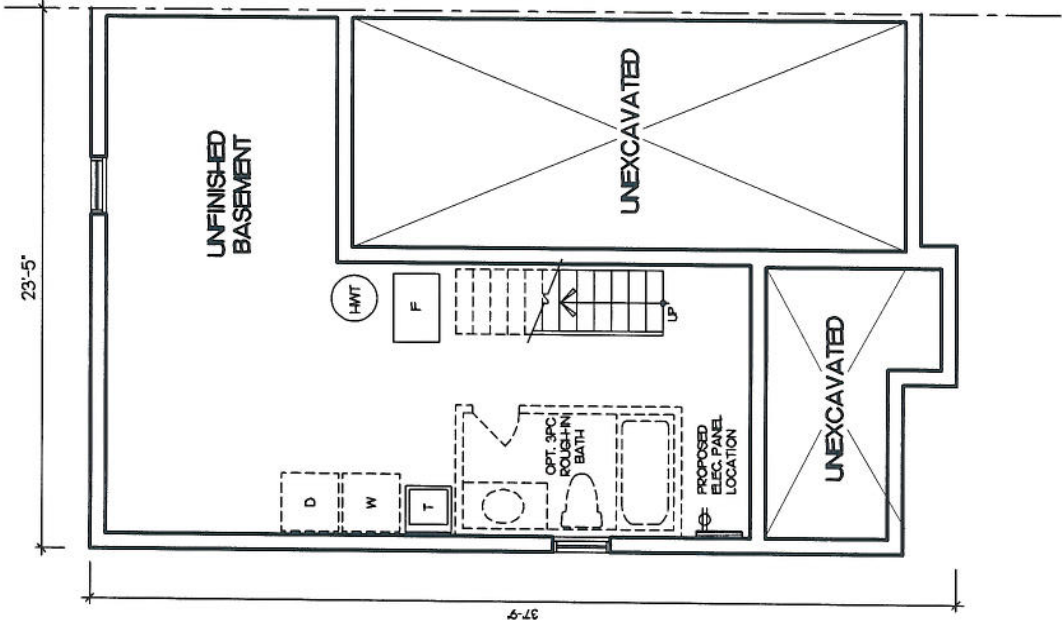 23'-5"
UNFINISHED
BASEMENT
UNEXCAVATED
HWT
F
UP
D
W
T
OPT. 3PC
ROUGH-IN
BATH
PROPOSED
ELEC. PANEL
LOCATION
UNEXCAVATED
37'-9"